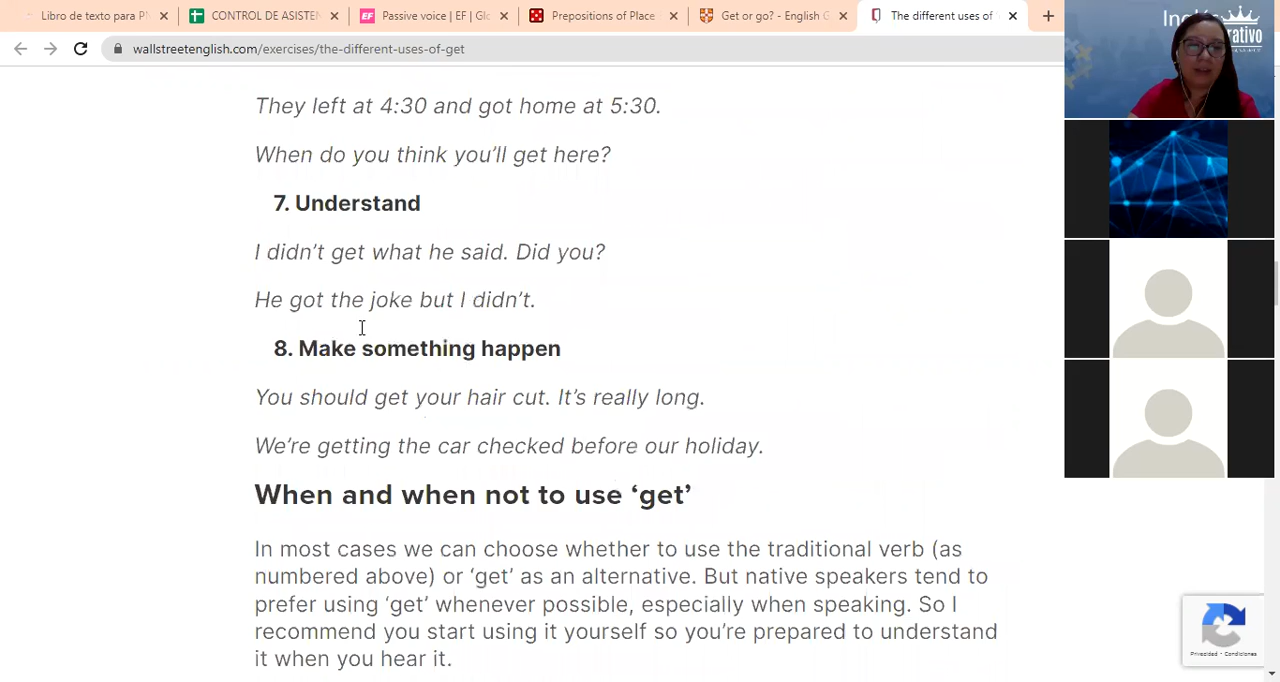 Libro de texto para P
CONTROL DE ASISTEN
EF Passive voice | EF | Glo
Prepositions of Place
Get or go? - English G
The different uses of
wallstreetenglish.com/exercises/the-different-uses-of-get
They left at 4:30 and got home at 5:30.
When do you think you'll get here?
7. Understand
I didn't get what he said. Did you?
He got the joke but I didn't.
8. Make something happen
You should get your hair cut. It's really long.
We're getting the car checked before our holiday.
When and when not to use ‘get’
In most cases we can choose whether to use the traditional verb (as
numbered above) or ‘get’ as an alternative. But native speakers tend to
prefer using ‘get’ whenever possible, especially when speaking. So I
recommend you start using it yourself so you're prepared to understand
it when you hear it.
Privacidad - Condiciones